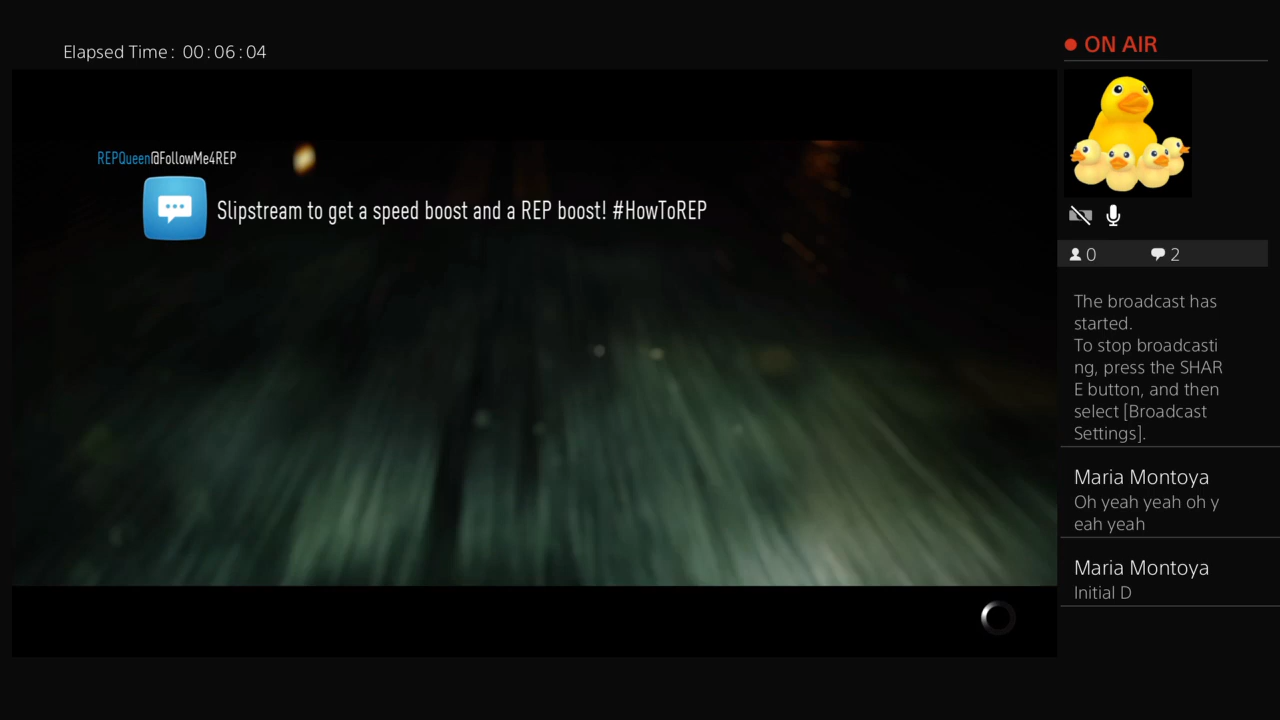 Elapsed Time: 00:06:04
ON AIR
REPQueen@FollowMe4REP
Slipstream to get a speed boost and a REP boost! #HowToREP
0 2
The broadcast has
started.
To stop broadcasti
ng, press the SHAR
E button, and then
select [Broadcast
Settings].
Maria Montoya
Oh yeah yeah oh y
eah yeah
Maria Montoya
Initial D